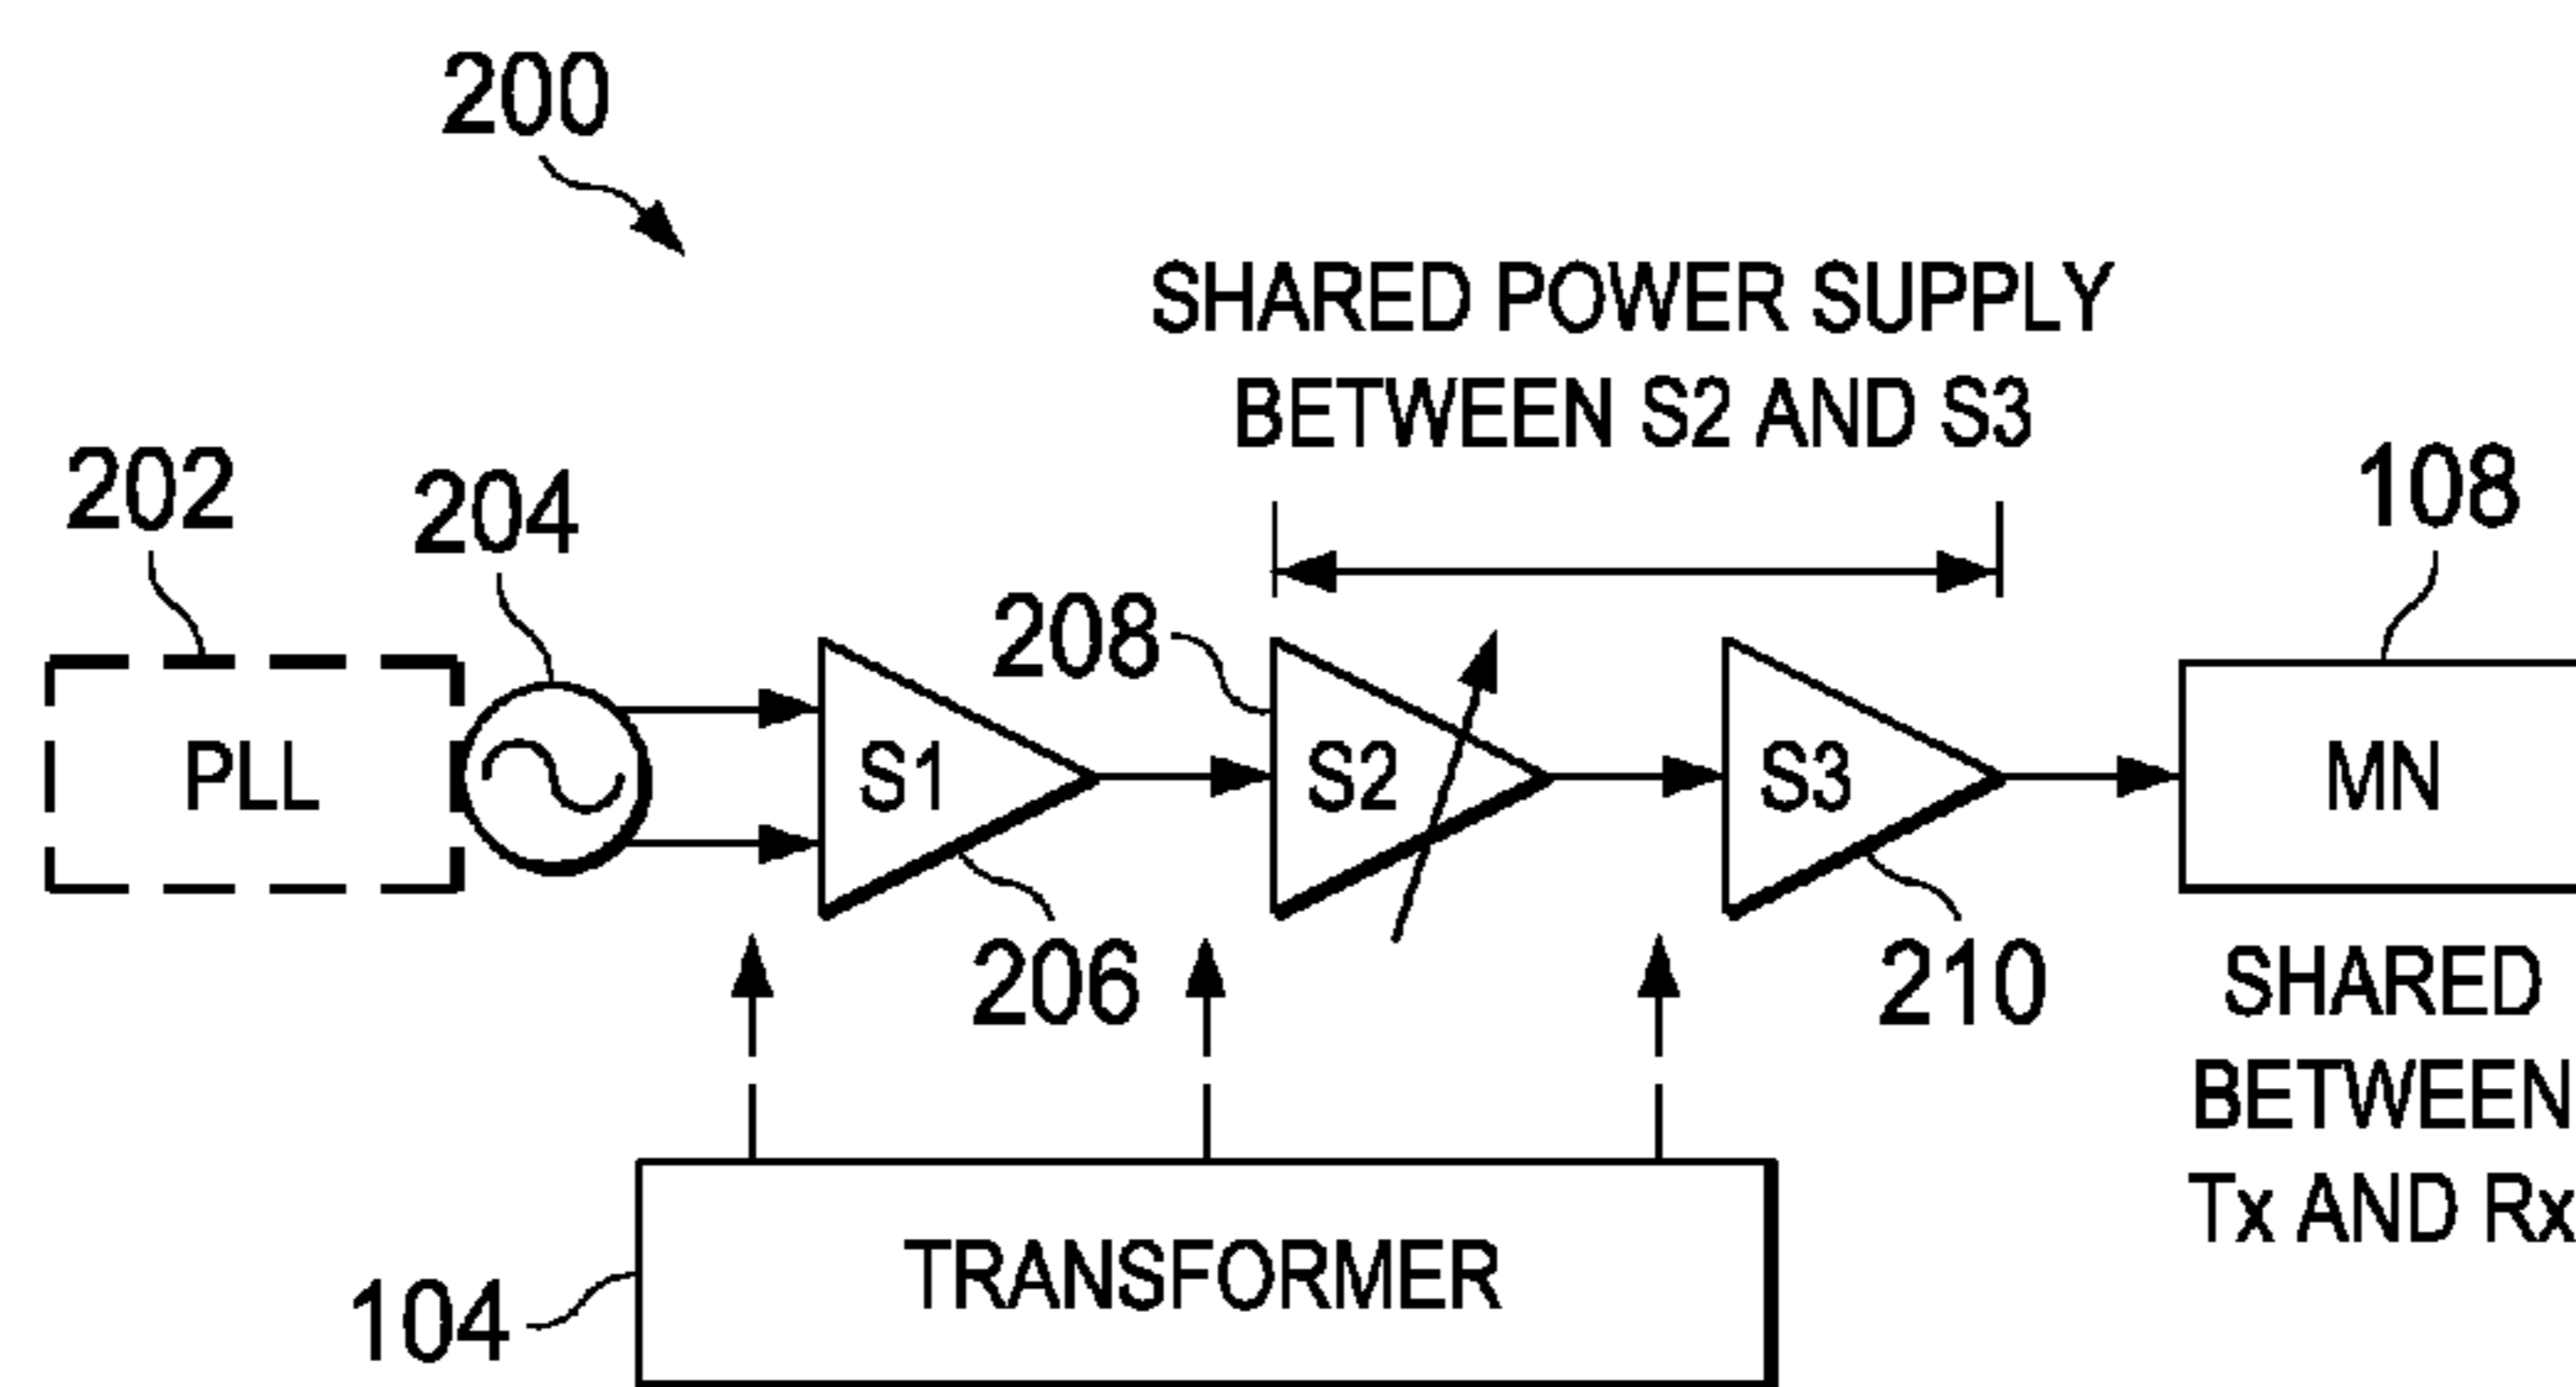 200
SHARED POWER SUPPLY
BETWEEN S2 AND S3
202
204
208
108
PLL
S1
S2
S3
MN
206
210
SHARED
BETWEEN
Tx AND Rx
TRANSFORMER
104